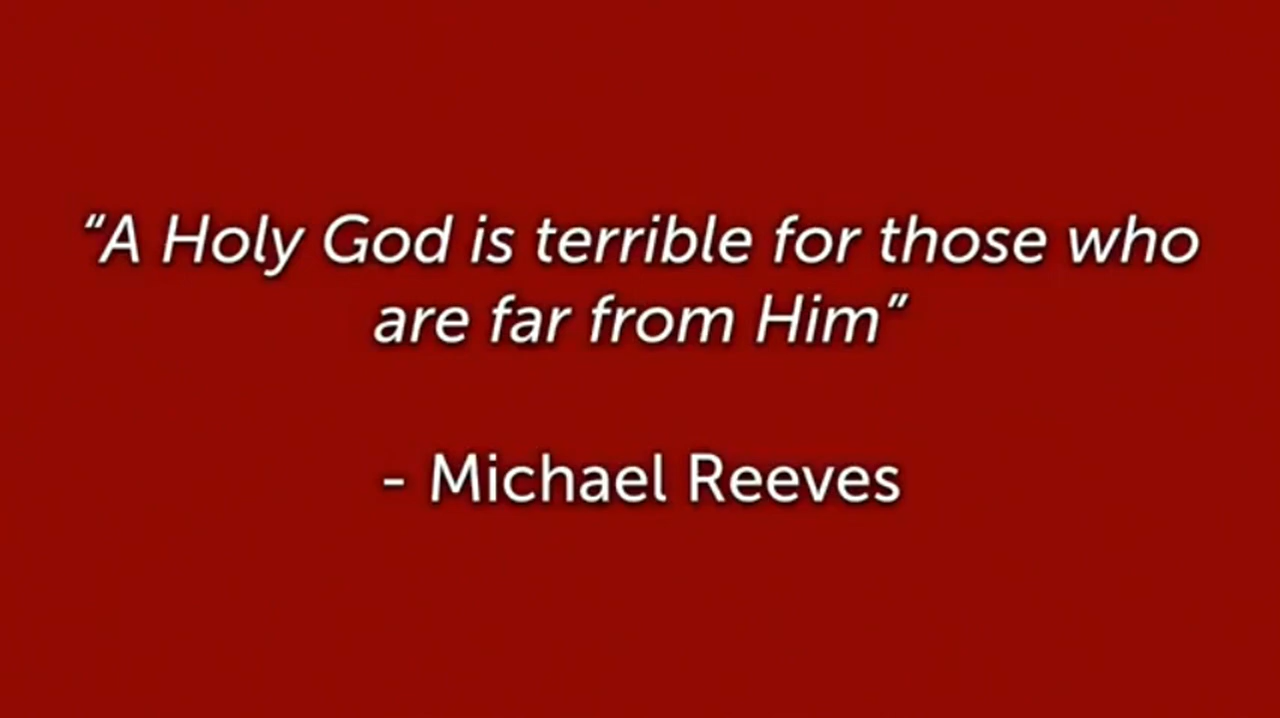 “A Holy God is terrible for those who
are far from Him”
- Michael Reeves